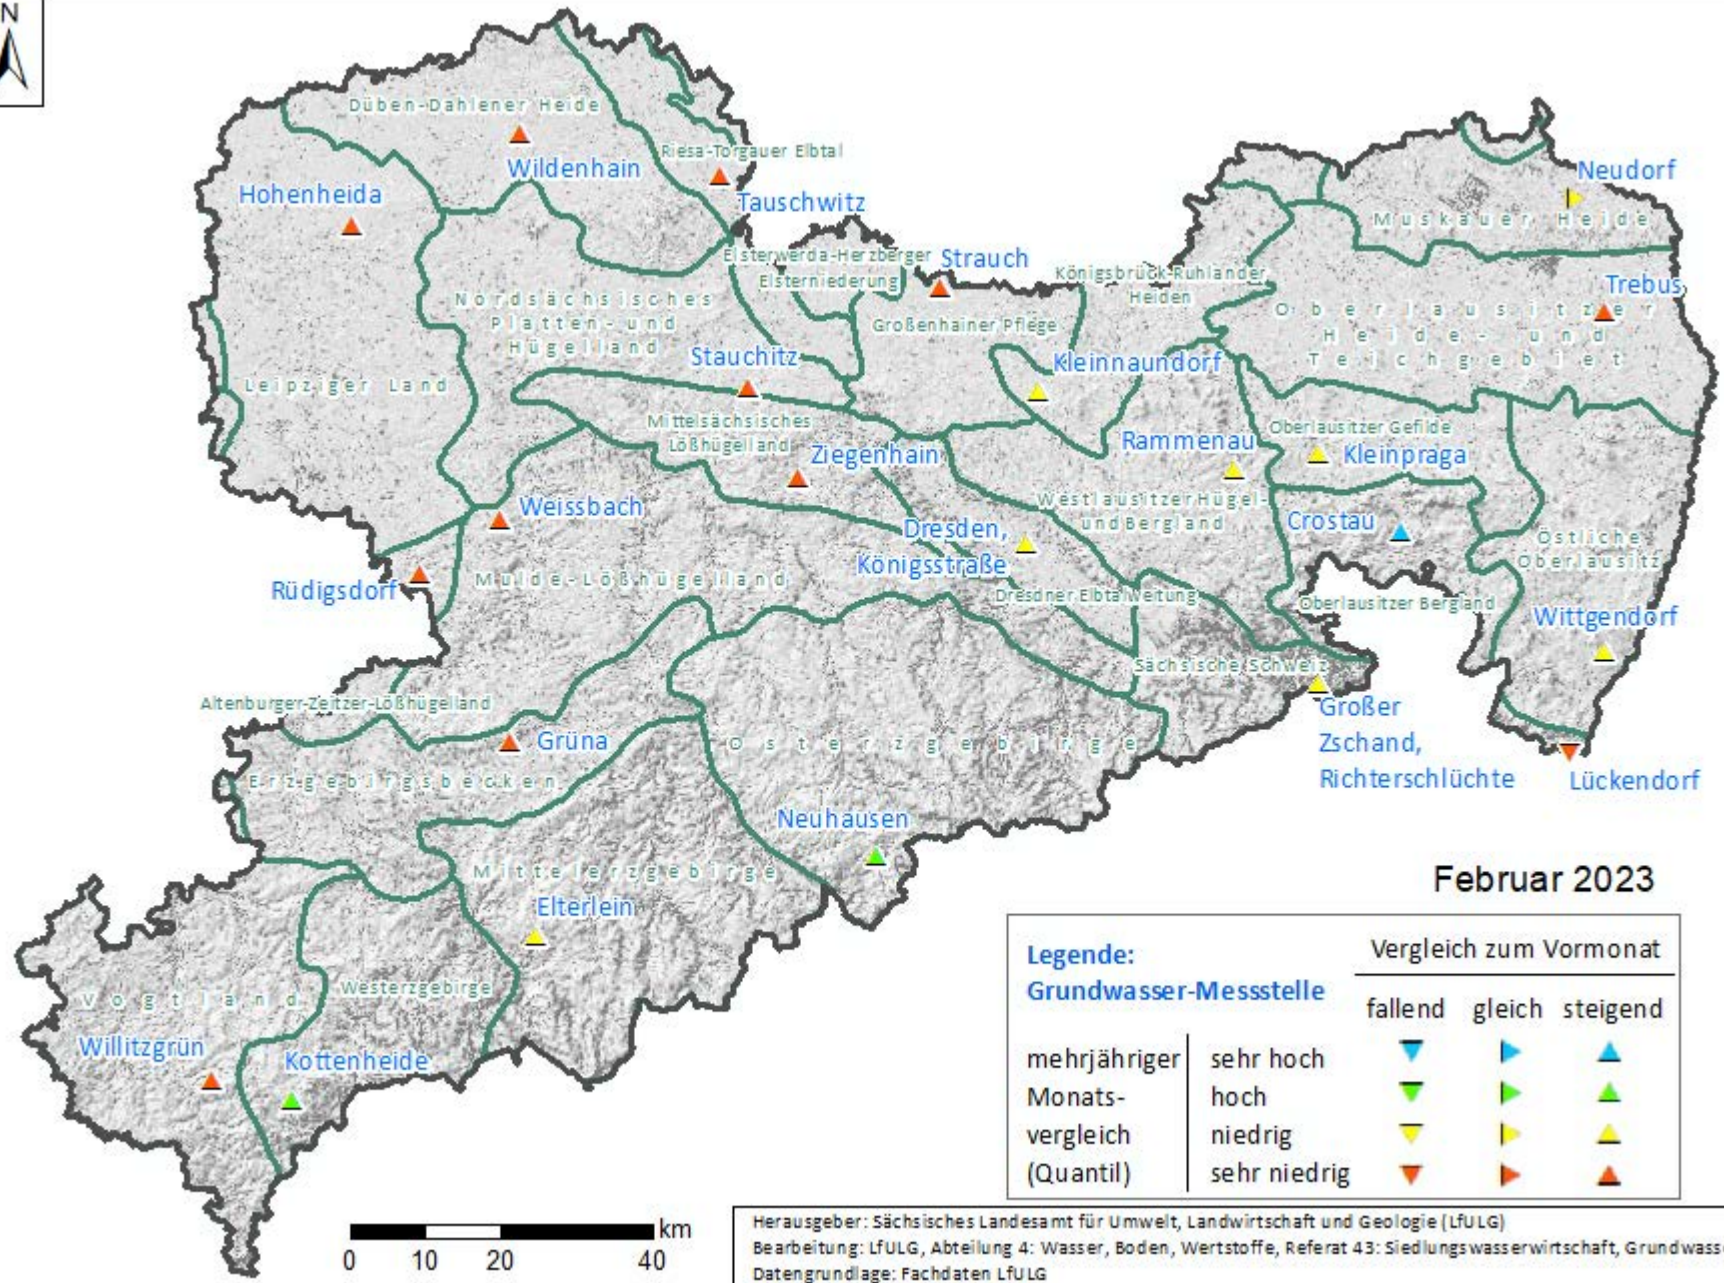 N
Düben-Dahlener Heide
Wildenhain
Riesa-Torgauer Elbtal
Tauschwitz
Hohenheida
Neudorf
Muskauer Heide
Elsterwerda-Herzberger
Elsterniederung
Strauch
Königsbrück-Ruhlander
Heiden
Trebus
Nordsächsisches
Platten- und
Hügelland
Großenhainer Pflege
Oberlausitzer
Heide- und
Teichgebiet
Stauchitz
Kleinnaundorf
Leipziger Land
Mittelsächsisches
Lößhügelland
Ziegenhain
Rammenau
Oberlausitzer Gefilde
Kleinpraga
Weissbach
Westlausitzer Hügel-
und Bergland
Crostau
Dresden,
Königsstraße
Östliche
Oberlausitz
Rüdigsdorf
Mulde-Lößhügelland
Dresdner Elbtalweitung
Oberlausitzer Bergland
Wittgendorf
Sächsische Schweiz
Altenburger-Zeitzer-Lößhügelland
Großer
Zschand,
Richterschlüchte
Grüna
Osterzgebirge
Lückendorf
Erzgebirgsbecken
Neuhausen
Mittelerzgebirge
Elterlein
Vogtland
Westerzgebirge
Willitzgrün
Kottenheide
Februar 2023
Legende:
Grundwasser-Messstelle
Vergleich zum Vormonat
fallend gleich steigend
mehrjähriger sehr hoch
Monats- hoch
vergleich niedrig
(Quantil) sehr niedrig
km
0 10 20 40
Herausgeber: Sächsisches Landesamt für Umwelt, Landwirtschaft und Geologie (LfULG)
Bearbeitung: LfULG, Abteilung 4: Wasser, Boden, Wertstoffe, Referat 43: Siedlungswasserwirtschaft, Grundwass
Datengrundlage: Fachdaten LfULG